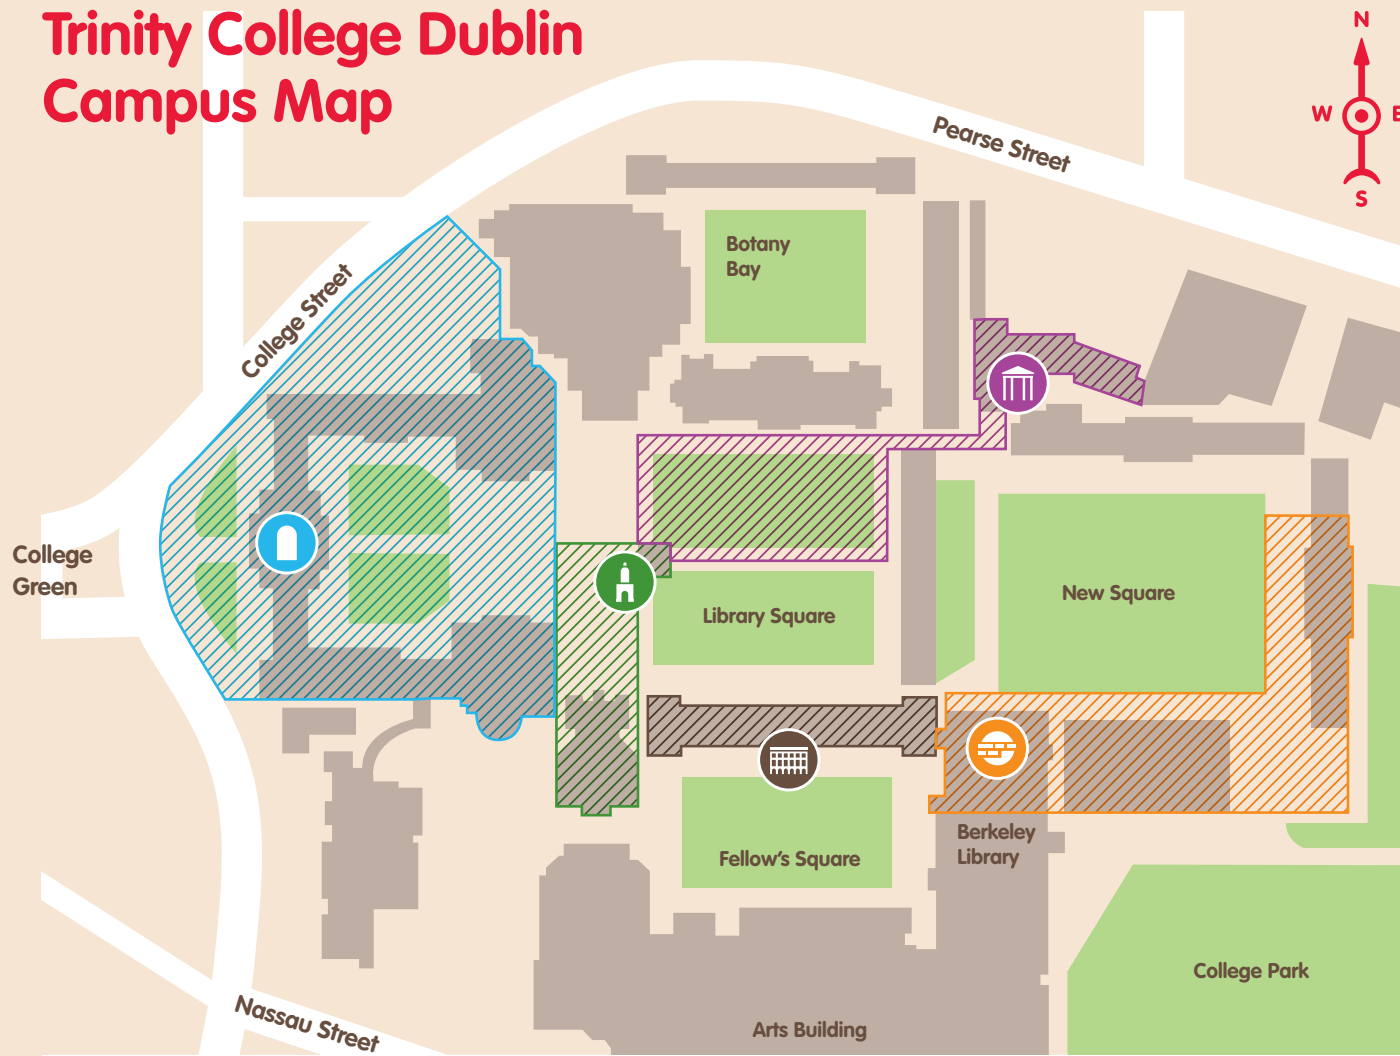 Trinity College Dublin
Campus Map
N
W
E
S
Pearse Street
College Street
Botany
Bay
College
Green
Library Square
New Square
Fellow's Square
Berkeley
Library
College Park
Nassau Street
Arts Building